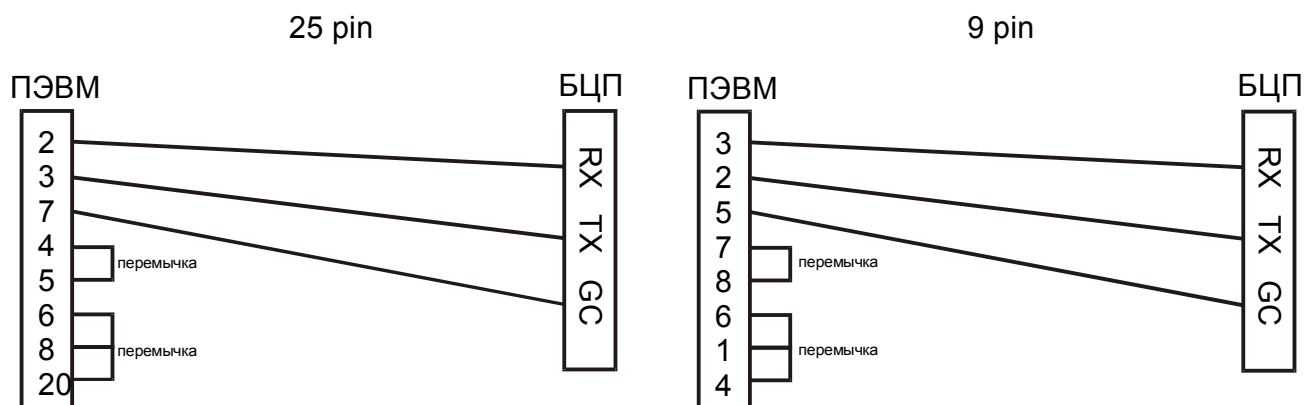 25 pin
ПЭВМ
БЦП
2
3
7
4
5
6
8
20
перемычка
перемычка
RX
TX
GC
9 pin
ПЭВМ
БЦП
3
2
5
7
8
6
1
4
перемычка
перемычка
RX
TX
GC